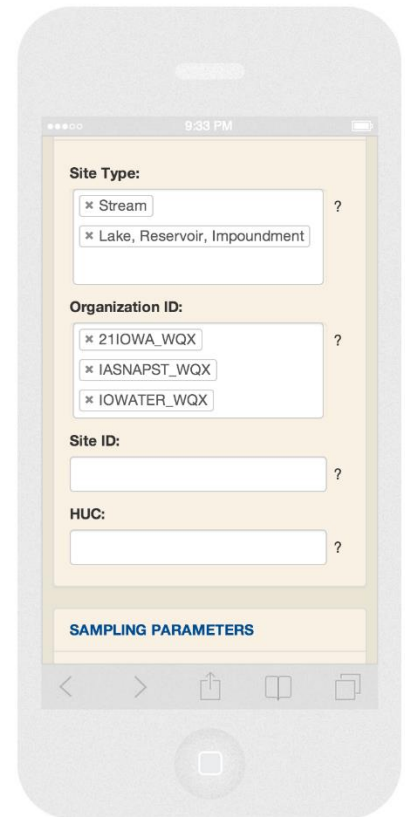 9:33 PM
Site Type:
× Stream
?
× Lake, Reservoir, Impoundment
Organization ID:
× 21IOWA_WQX
?
× IASNAPST_WQX
× IOWATER_WQX
Site ID:
?
HUC:
?
SAMPLING PARAMETERS